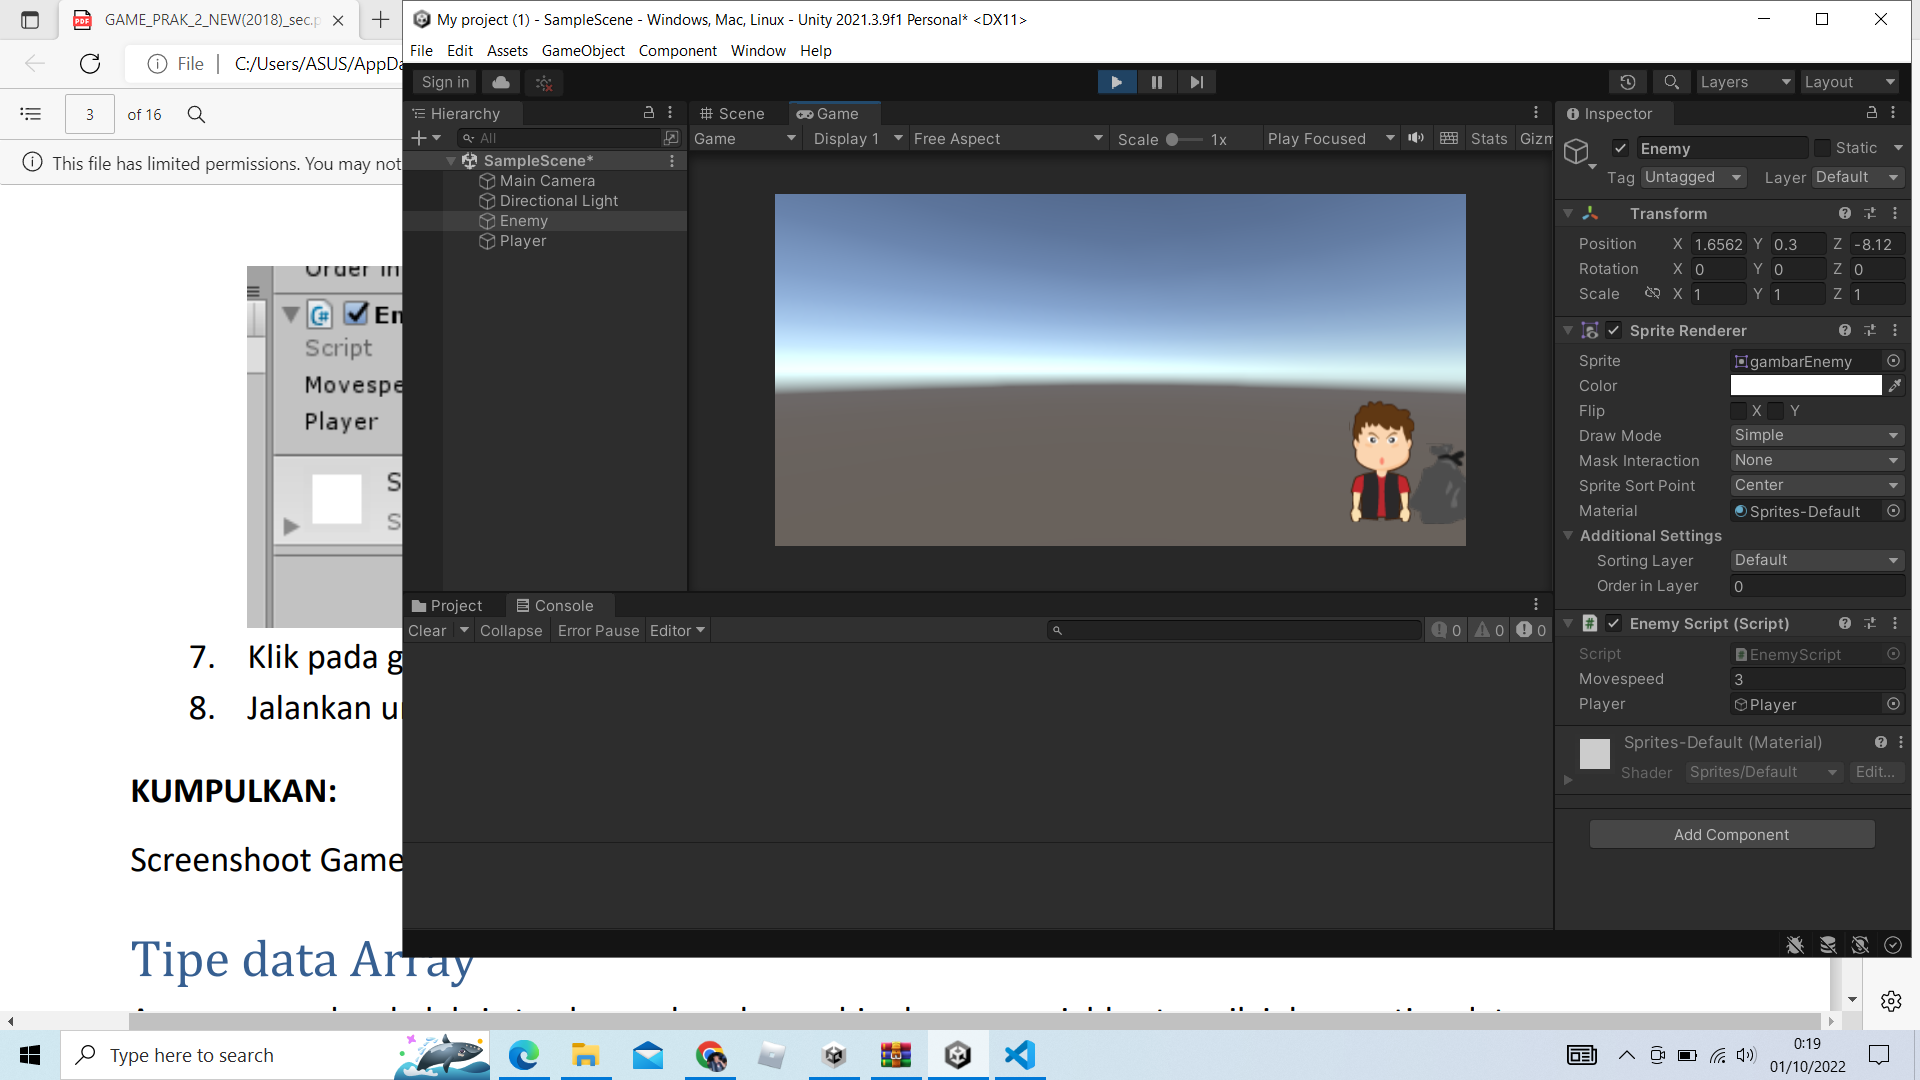 GAME_PRAK_2_NEW(2018)_sec.p
My project (1) - SampleScene - Windows, Mac, Linux - Unity 2021.3.9f1 Personal* <DX11>
File
C:/Users/ASUS/AppDa
File Edit Assets GameObject Component Window Help
Sign in
Layers
Layout
3
of 16
Hierarchy
Scene
Game
Inspector
All
Game
Display 1
Free Aspect
Scale
1x
Play Focused
Stats
Gizm
This file has limited permissions. You may not
SampleScene*
Main Camera
Directional Light
Enemy
Player
Enemy
Static
Tag
Untagged
Layer
Default
Transform
Position X 1.6562 Y 0.3 Z -8.12
Rotation X 0 Y 0 Z 0
Scale X 1 Y 1 Z 1
Sprite Renderer
Sprite gambarEnemy
Color
Flip X Y
Draw Mode Simple
Mask Interaction None
Sprite Sort Point Center
Material Sprites-Default
Additional Settings
Sorting Layer Default
Order in Layer 0
Enemy Script (Script)
Script EnemyScript
Movespeed 3
Player Player
Sprites-Default (Material)
Shader Sprites/Default Edit...
Add Component
Order in
En
Script
Movespe
Player
S
S
Project
Console
Clear
Collapse
Error Pause
Editor
0
0
0
7. Klik pada g
8. Jalankan u
KUMPULKAN:
Screenshoot Game
Tipe data Array
Type here to search
0:19
01/10/2022